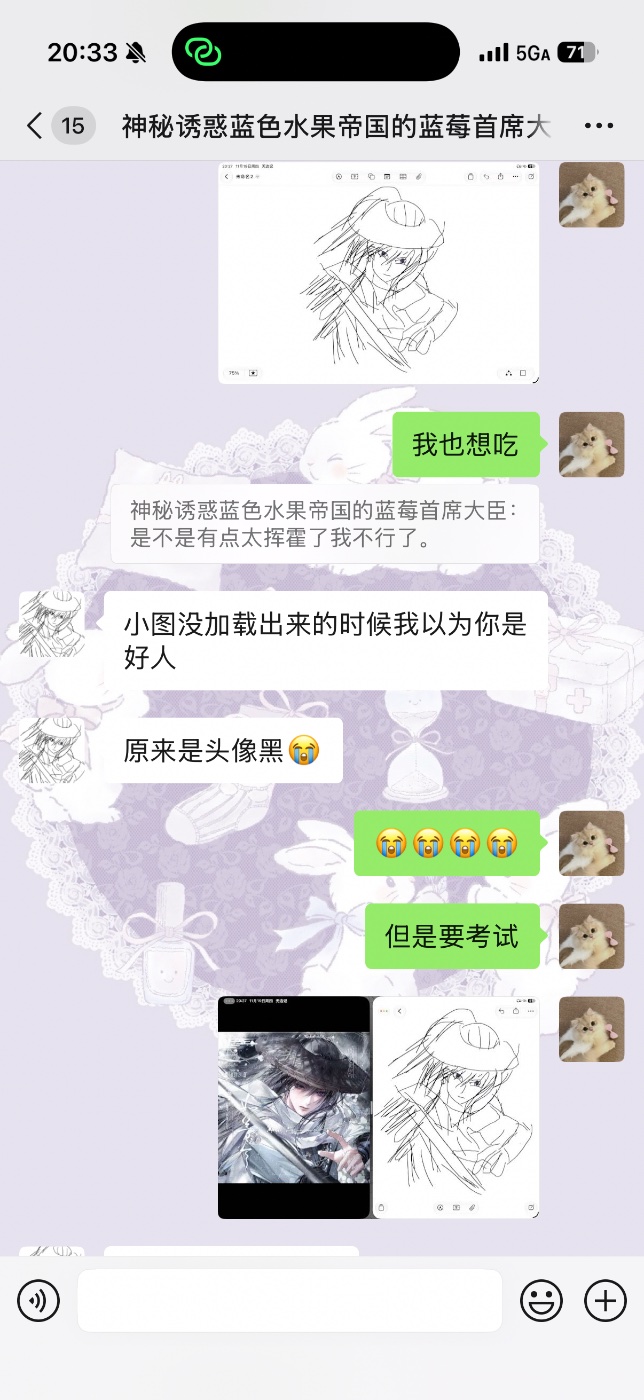 20:33
5GA
71
15
神秘诱惑蓝色水果帝国的蓝莓首席大
75%
我也想吃
神秘诱惑蓝色水果帝国的蓝莓首席大臣：
是不是有点太挥霍了我不行了。
小图没加载出来的时候我以为你是
好人
原来是头像黑😭
😭😭😭😭
但是要考试